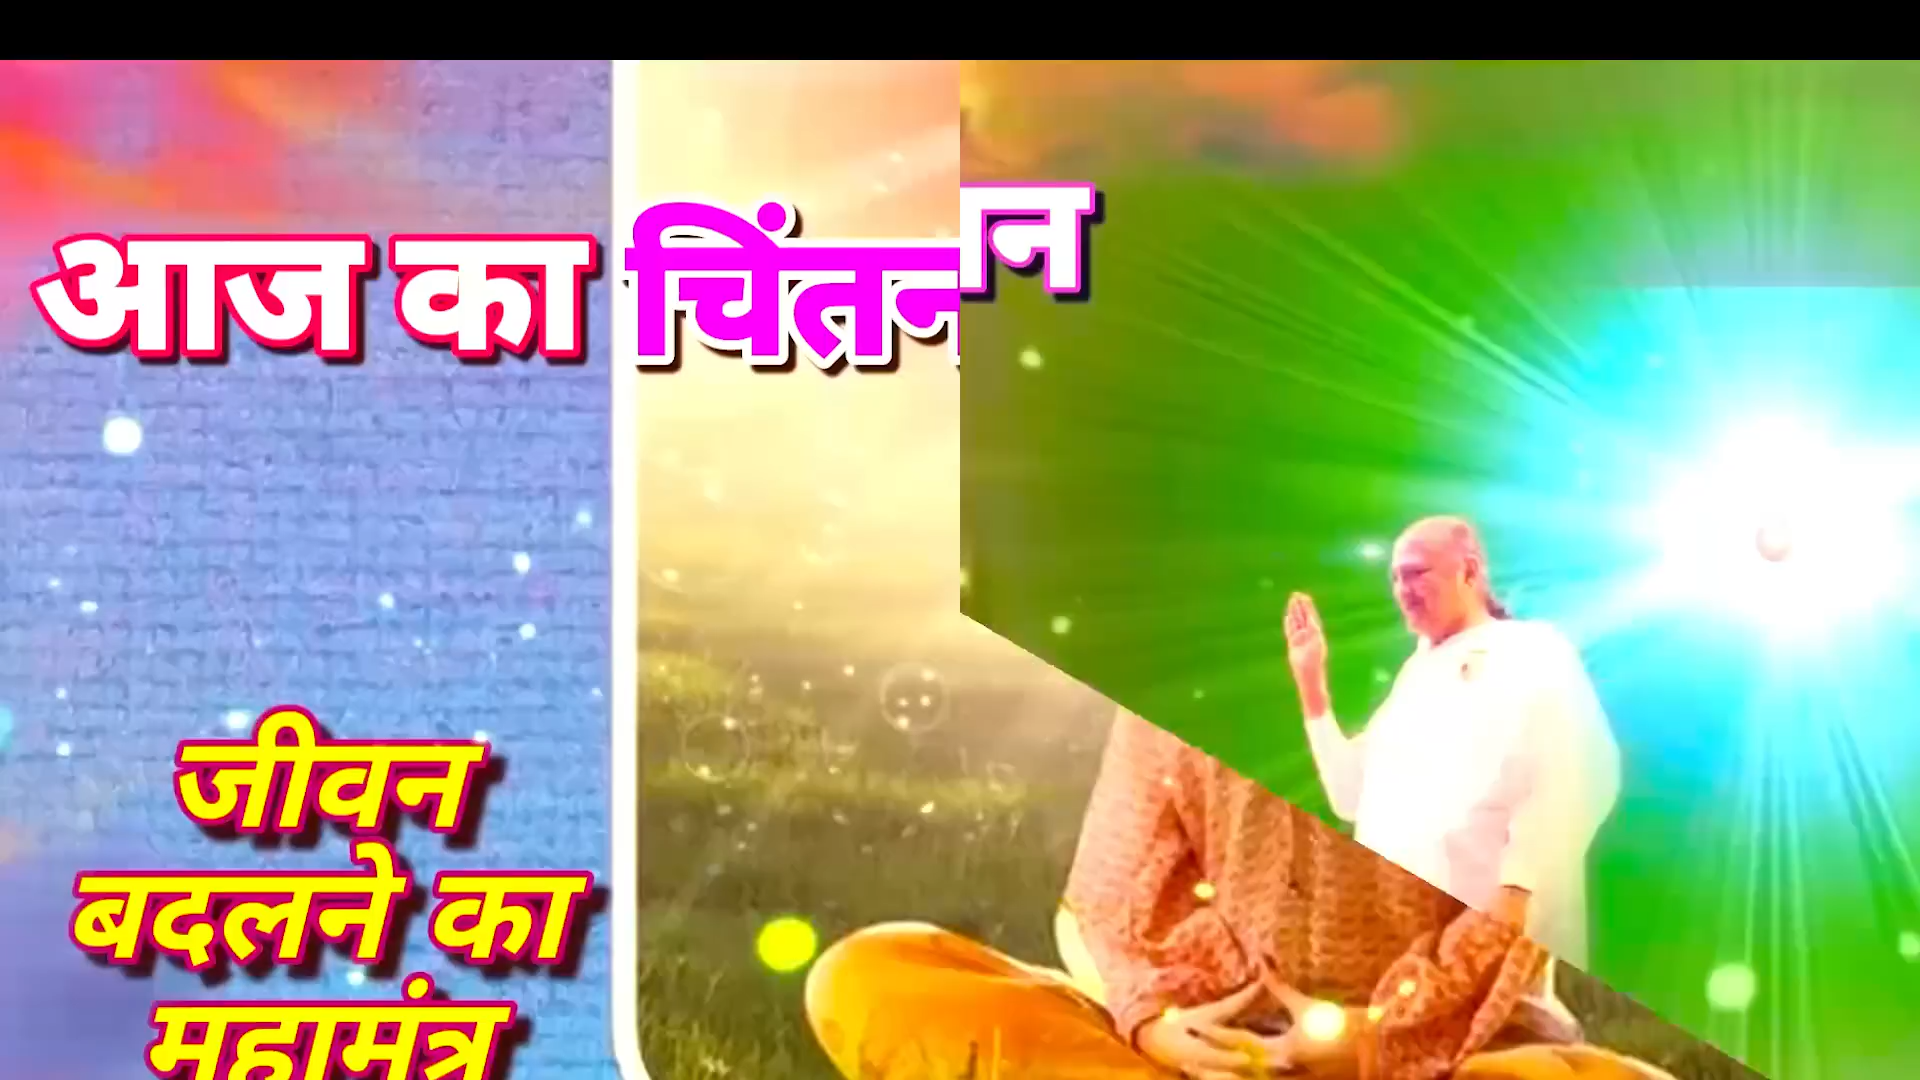 आज का चिंतन
जीवन
बदलने का
महामंत्र